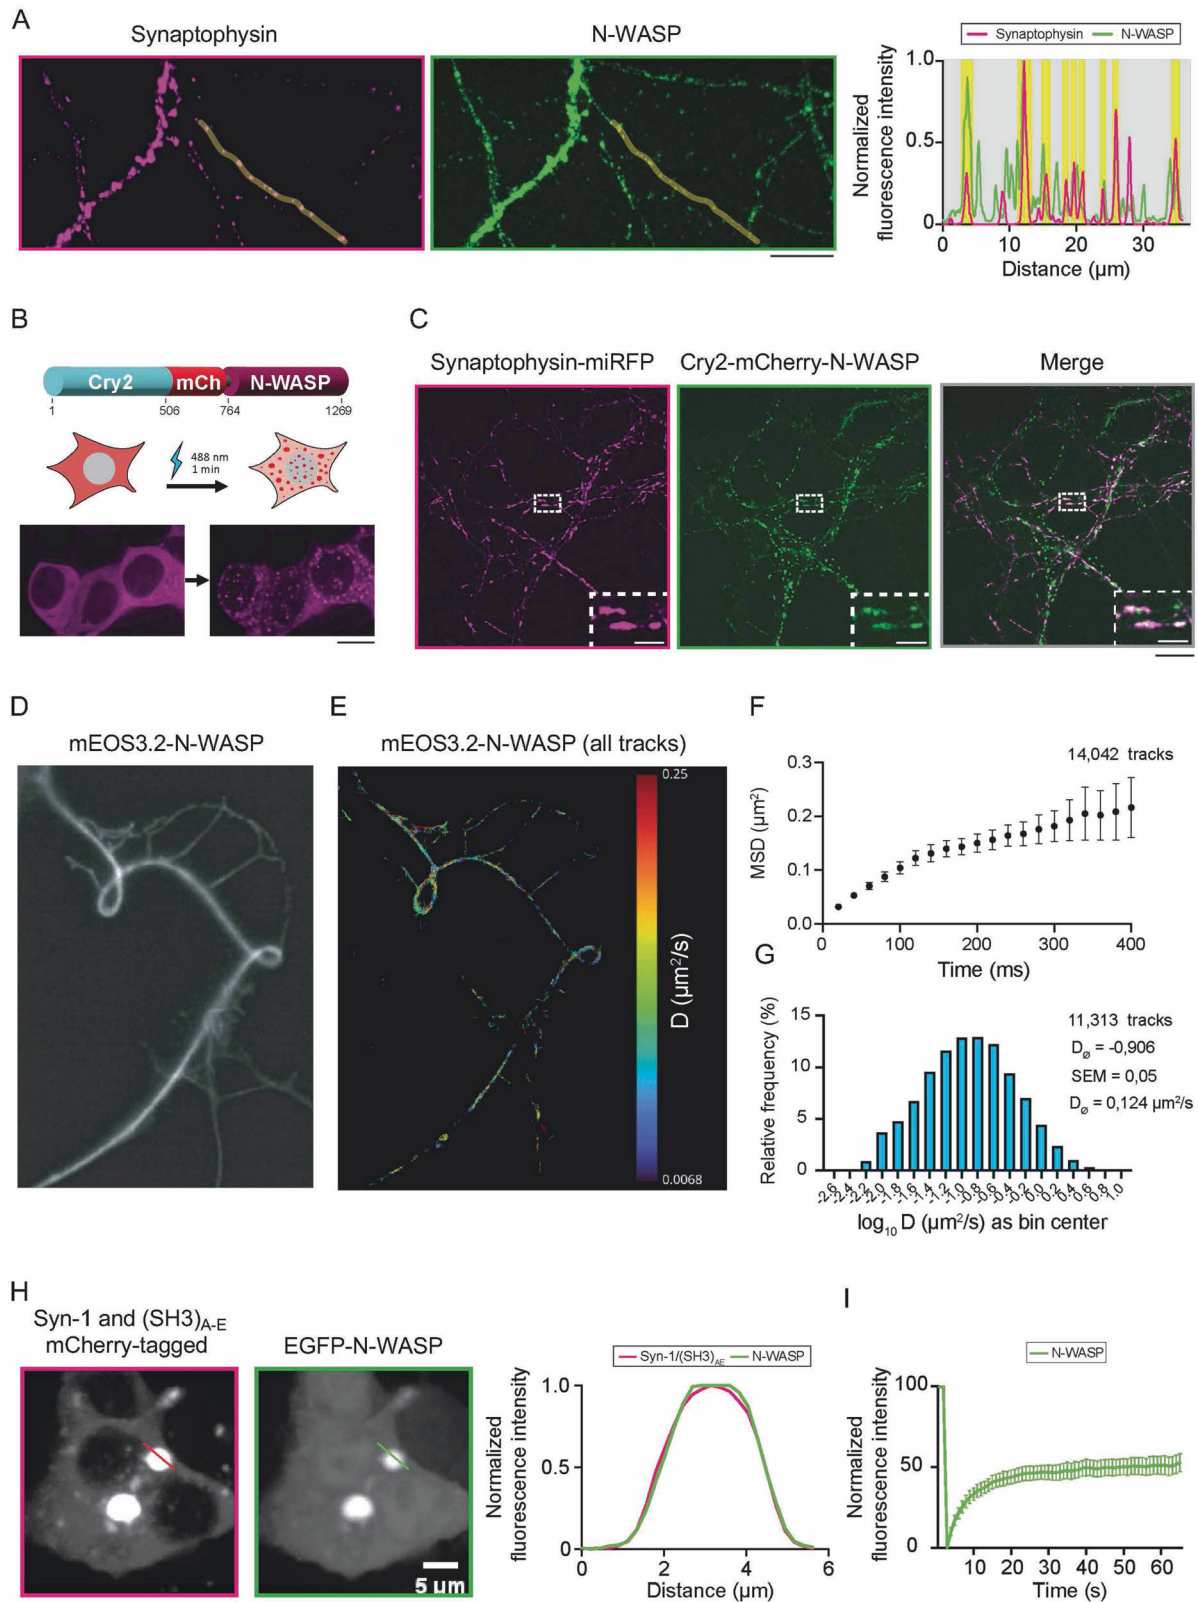 A
Synaptophysin
N-WASP
Synaptophysin N-WASP
Normalized
fluorescence intensity
1.0
0.5
0
0 10 20 30
Distance (µm)
B
Cry2 mCh N-WASP
1 506 764 1269
488 nm
1 min
C
Synaptophysin-miRFP
Cry2-mCherry-N-WASP
Merge
D
mEOS3.2-N-WASP
E
mEOS3.2-N-WASP (all tracks)
0.25
D (µm²/s)
0.0068
F
14,042 tracks
MSD (µm²)
0.3
0.2
0.1
0.0
0 100 200 300 400
Time (ms)
G
Relative frequency (%)
15
10
5
0
11,313 tracks
D⌀ = -0,906
SEM = 0,05
D⌀ = 0,124 µm²/s
-2.6 -2.4 -2.2 -2.0 -1.8 -1.6 -1.4 -1.2 -1.0 -0.8 -0.6 -0.4 -0.2 0.0 0.2 0.4 0.6 0.8 1.0
log₁₀ D (µm²/s) as bin center
H
Syn-1 and (SH3)A-E
mCherry-tagged
EGFP-N-WASP
5 µm
Syn-1/(SH3)AE N-WASP
Normalized
fluorescence intensity
1.0
0.5
0
0 2 4 6
Distance (µm)
I
N-WASP
Normalized
fluorescence intensity
100
50
0
0 10 20 30 40 50 60
Time (s)